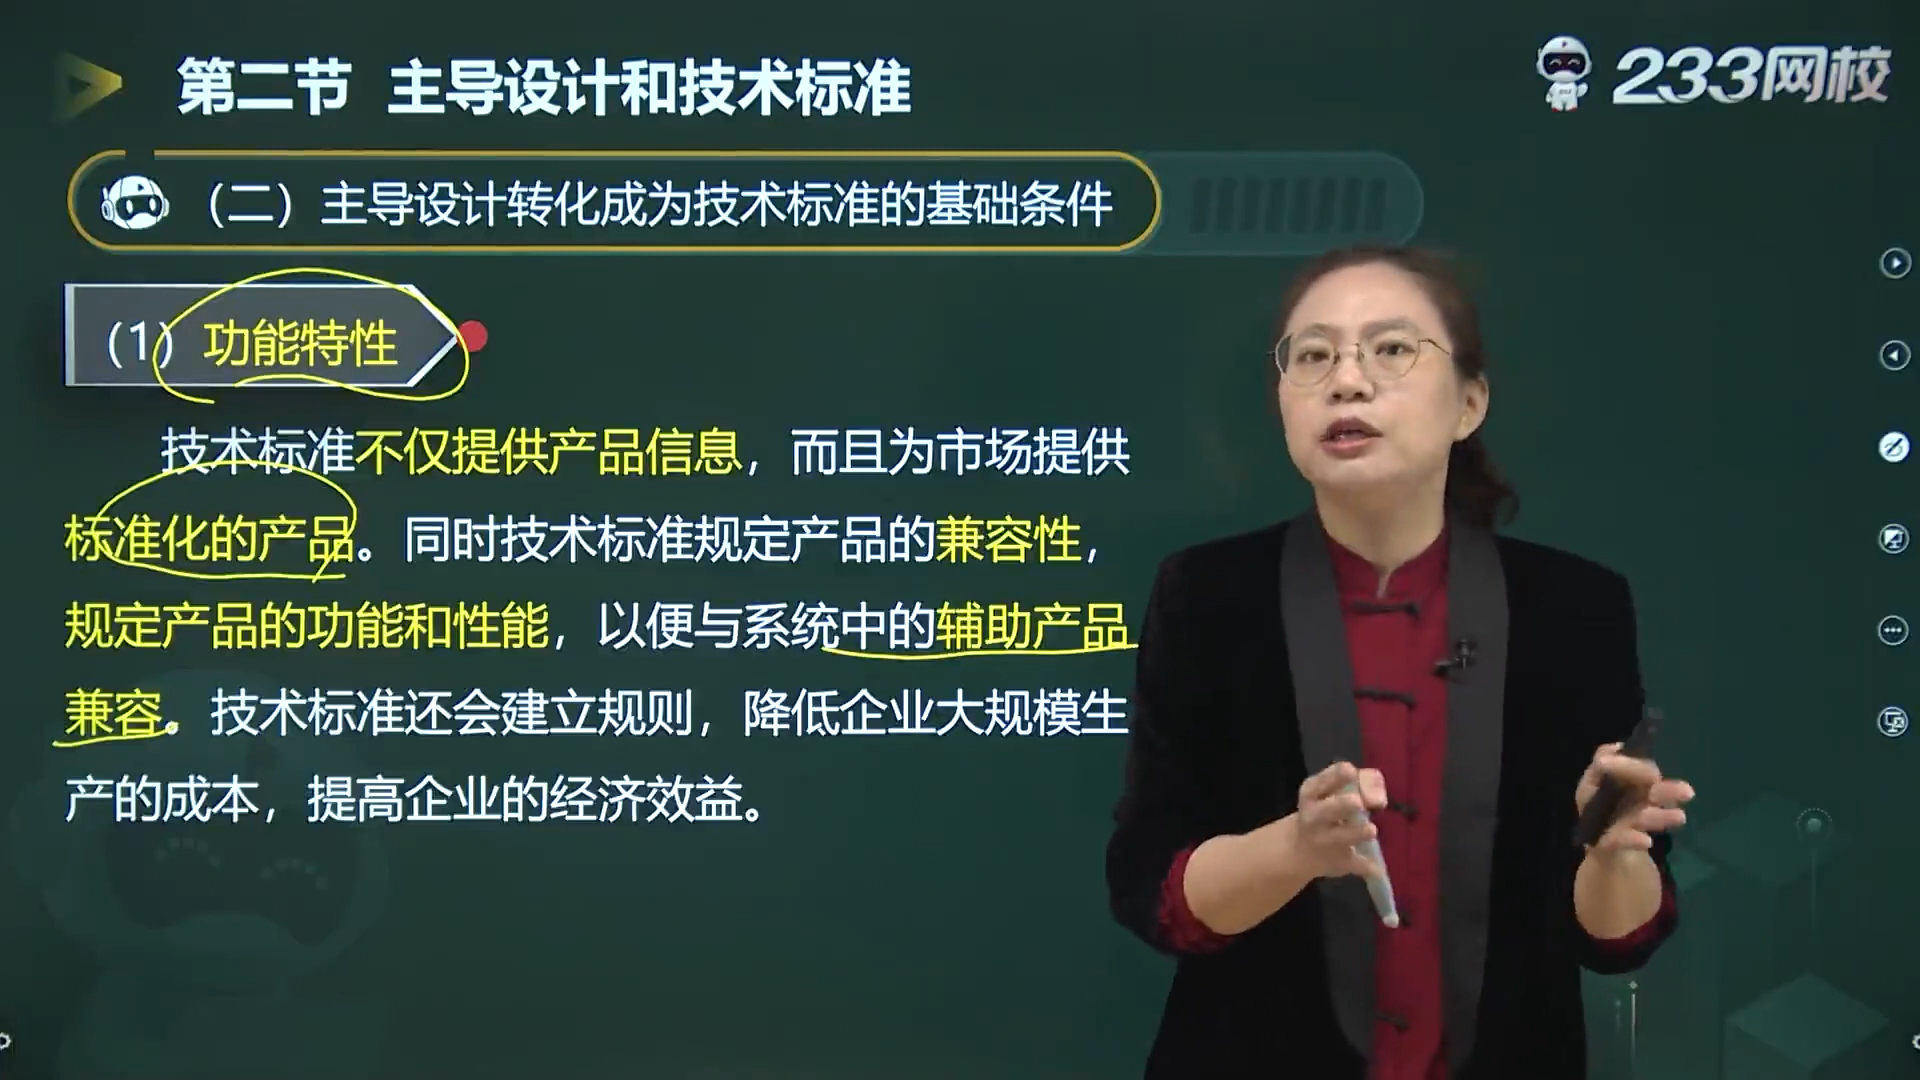 第二节 主导设计和技术标准
233网校
（二）主导设计转化成为技术标准的基础条件
（1）功能特性
技术标准不仅提供产品信息，而且为市场提供
标准化的产品。同时技术标准规定产品的兼容性，
规定产品的功能和性能，以便与系统中的辅助产品
兼容。技术标准还会建立规则，降低企业大规模生
产的成本，提高企业的经济效益。